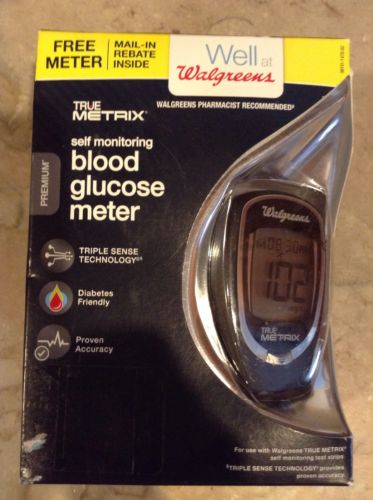 FREE
METER
MAIL-IN
REBATE
INSIDE
Well at
Walgreens
TRUE
METRIX®
WALGREENS PHARMACIST RECOMMENDED◊
self monitoring
blood
glucose
meter
PREMIUM™
TRIPLE SENSE
TECHNOLOGY®§
Diabetes
Friendly
Proven
Accuracy
Walgreens
102
TRUE
METRIX
For use with Walgreens TRUE METRIX®
self monitoring test strips.
§TRIPLE SENSE TECHNOLOGY® provides
proven accuracy.